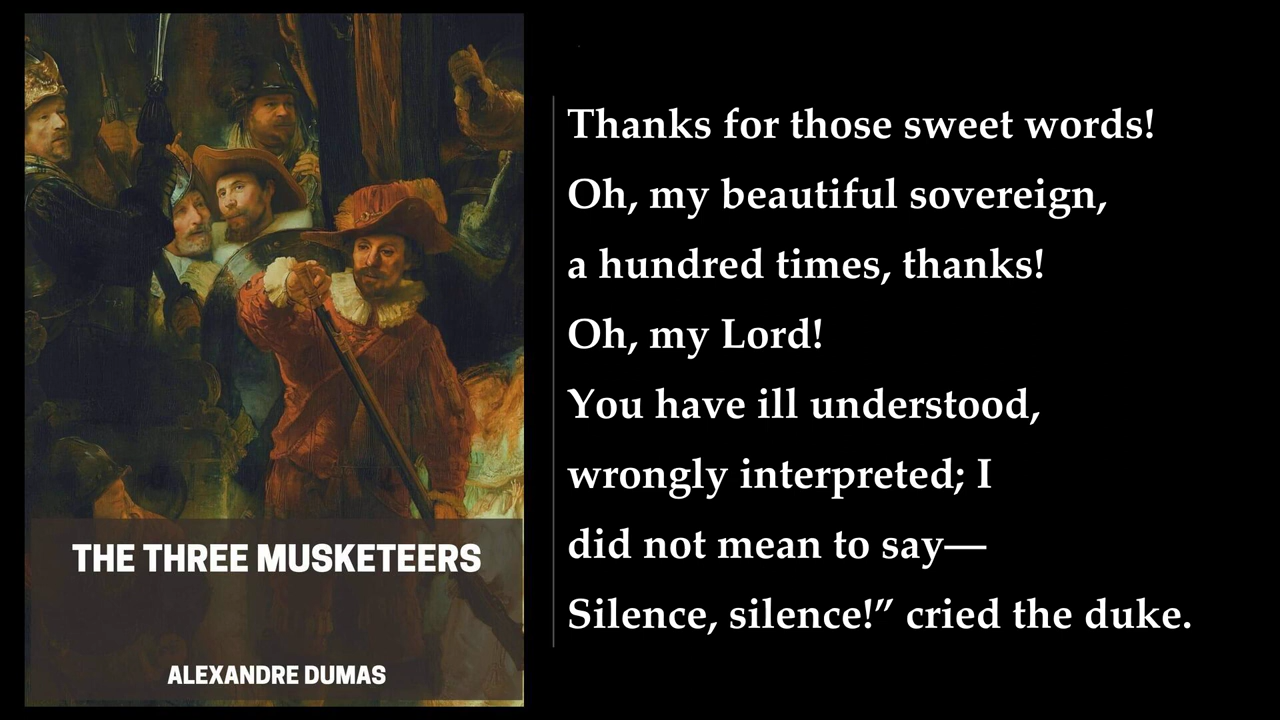 THE THREE MUSKETEERS
ALEXANDRE DUMAS
Thanks for those sweet words!
Oh, my beautiful sovereign,
a hundred times, thanks!
Oh, my Lord!
You have ill understood,
wrongly interpreted; I
did not mean to say—
Silence, silence!” cried the duke.